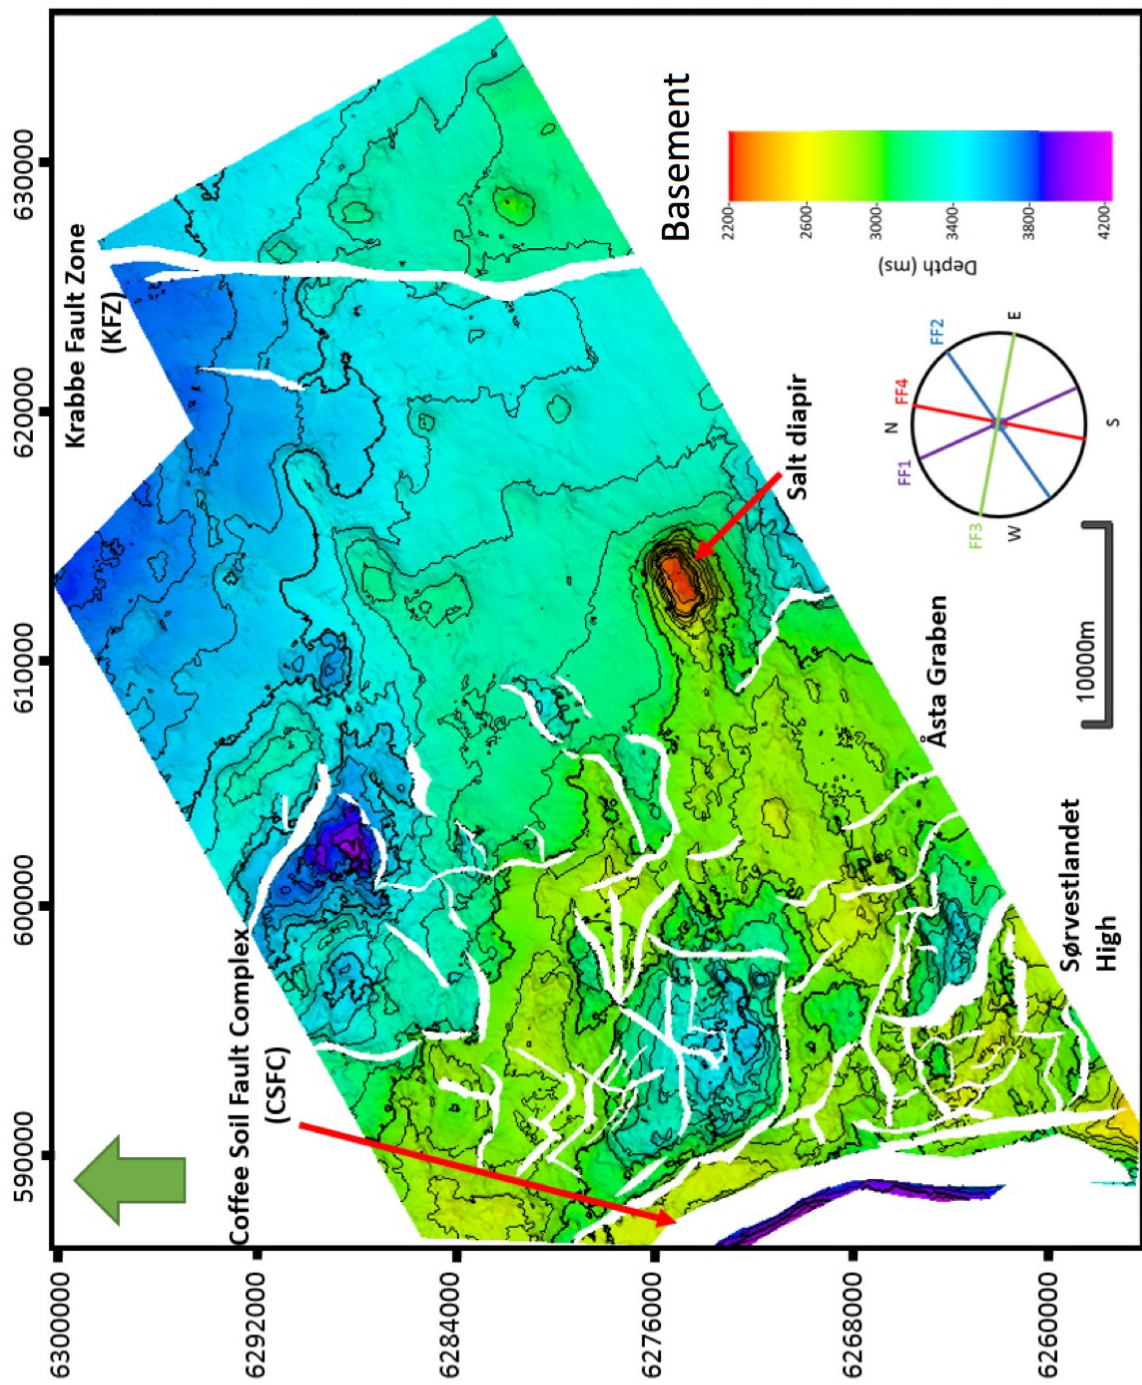 590000
600000
610000
620000
630000
6300000
6292000
6284000
6276000
6268000
6260000
Krabbe Fault Zone
(KFZ)
Coffee Soil Fault Complex
(CSFC)
Salt diapir
Åsta Graben
Sørvestlandet
High
10000m
Basement
2200
2600
3000
3400
3800
4200
Depth (ms)
N
E
S
W
FF1
FF2
FF3
FF4